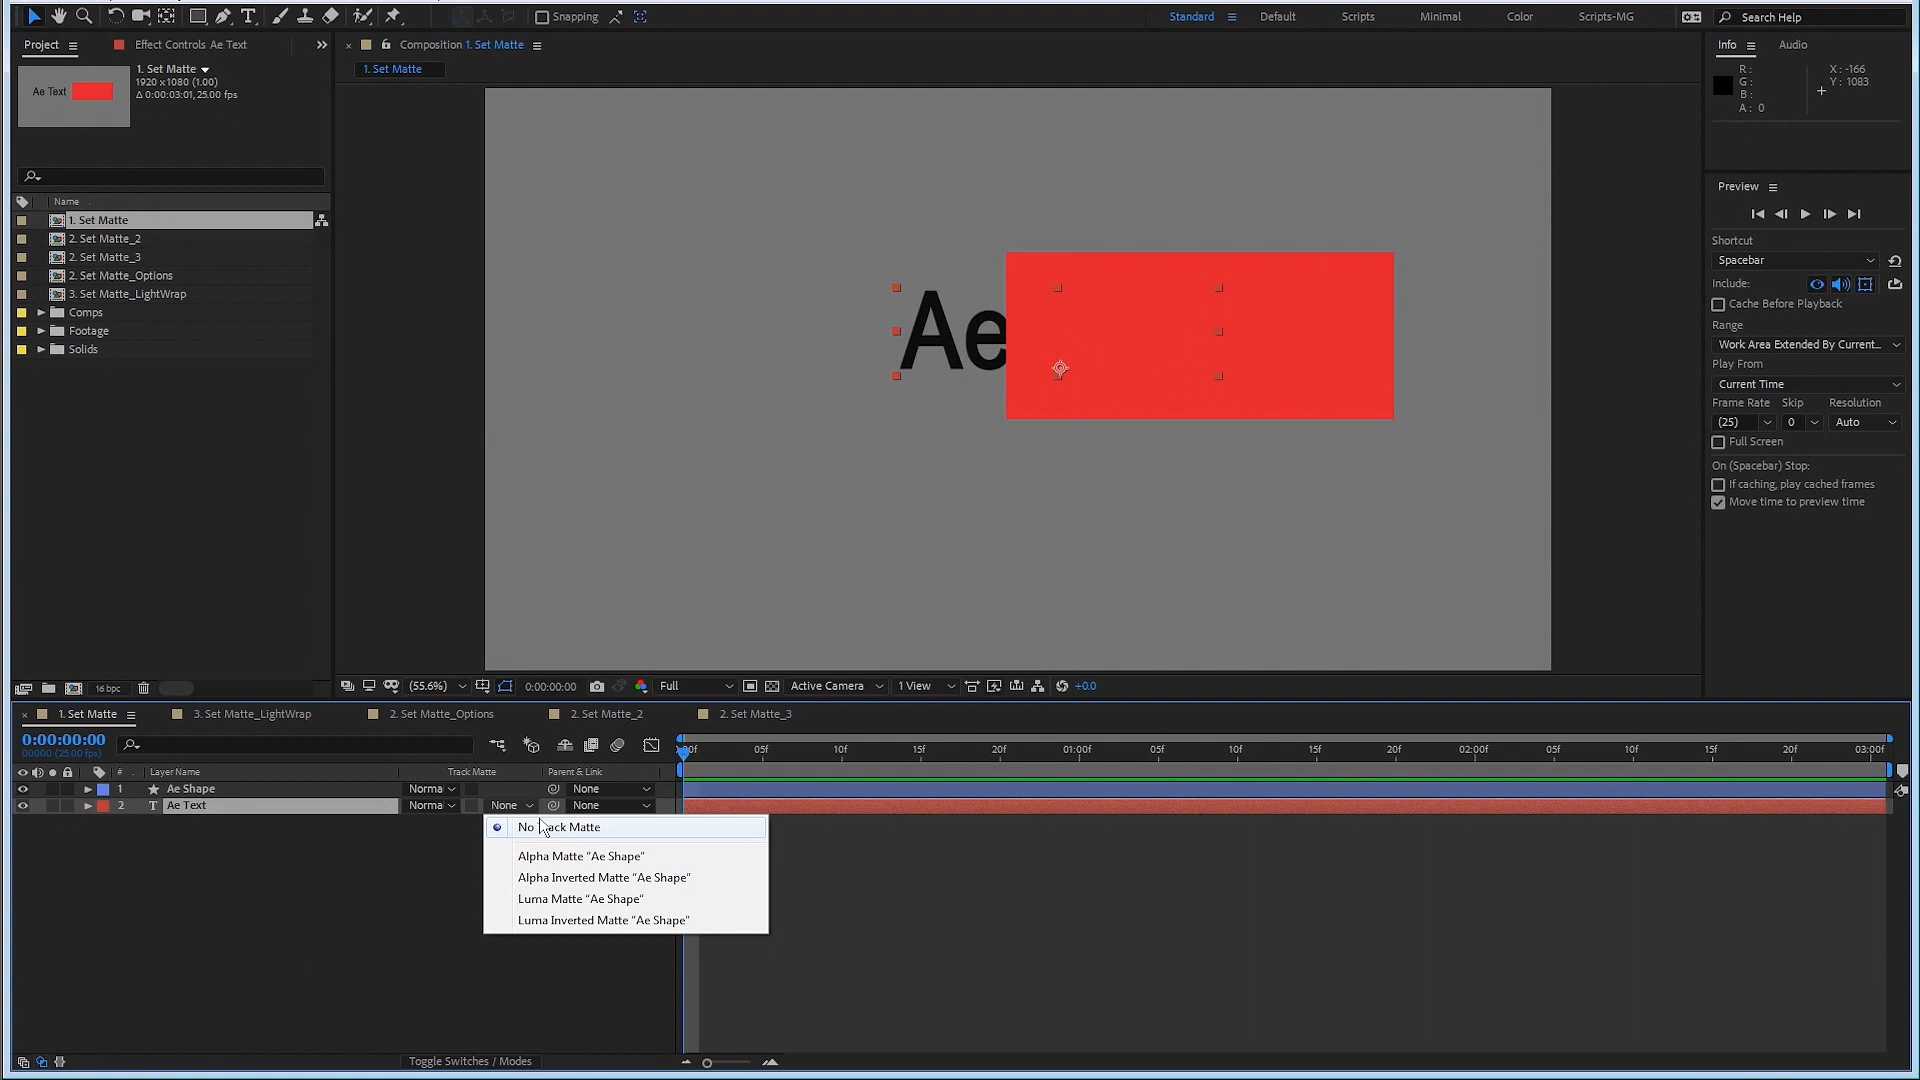 Snapping
Standard
Default
Scripts
Minimal
Color
Scripts-MG
Search Help
Project
Effect Controls Ae Text
Composition 1. Set Matte
Info
Audio
1. Set Matte
1. Set Matte
1920 x 1080 (1.00)
Δ 0:00:03:01, 25.00 fps
Ae Text
R :
G :
B :
A : 0
X : -166
Y : 1083
Name
1. Set Matte
2. Set Matte_2
2. Set Matte_3
2. Set Matte_Options
3. Set Matte_LightWrap
Comps
Footage
Solids
Ae
Preview
Shortcut
Spacebar
Include:
Cache Before Playback
Range
Work Area Extended By Current...
Play From
Current Time
Frame Rate
Skip
Resolution
(25)
0
Auto
Full Screen
On (Spacebar) Stop:
If caching, play cached frames
Move time to preview time
16 bpc
(55.6%)
0:00:00:00
Full
Active Camera
1 View
+0.0
1. Set Matte
3. Set Matte_LightWrap
2. Set Matte_Options
2. Set Matte_2
2. Set Matte_3
0:00:00:00
00000 (25.00 fps)
:00f
05f
10f
15f
20f
01:00f
05f
10f
15f
20f
02:00f
05f
10f
15f
20f
03:00f
#
Layer Name
Track Matte
Parent & Link
1
Ae Shape
Norma
None
2
T
Ae Text
Norma
None
None
No Track Matte
Alpha Matte "Ae Shape"
Alpha Inverted Matte "Ae Shape"
Luma Matte "Ae Shape"
Luma Inverted Matte "Ae Shape"
Toggle Switches / Modes